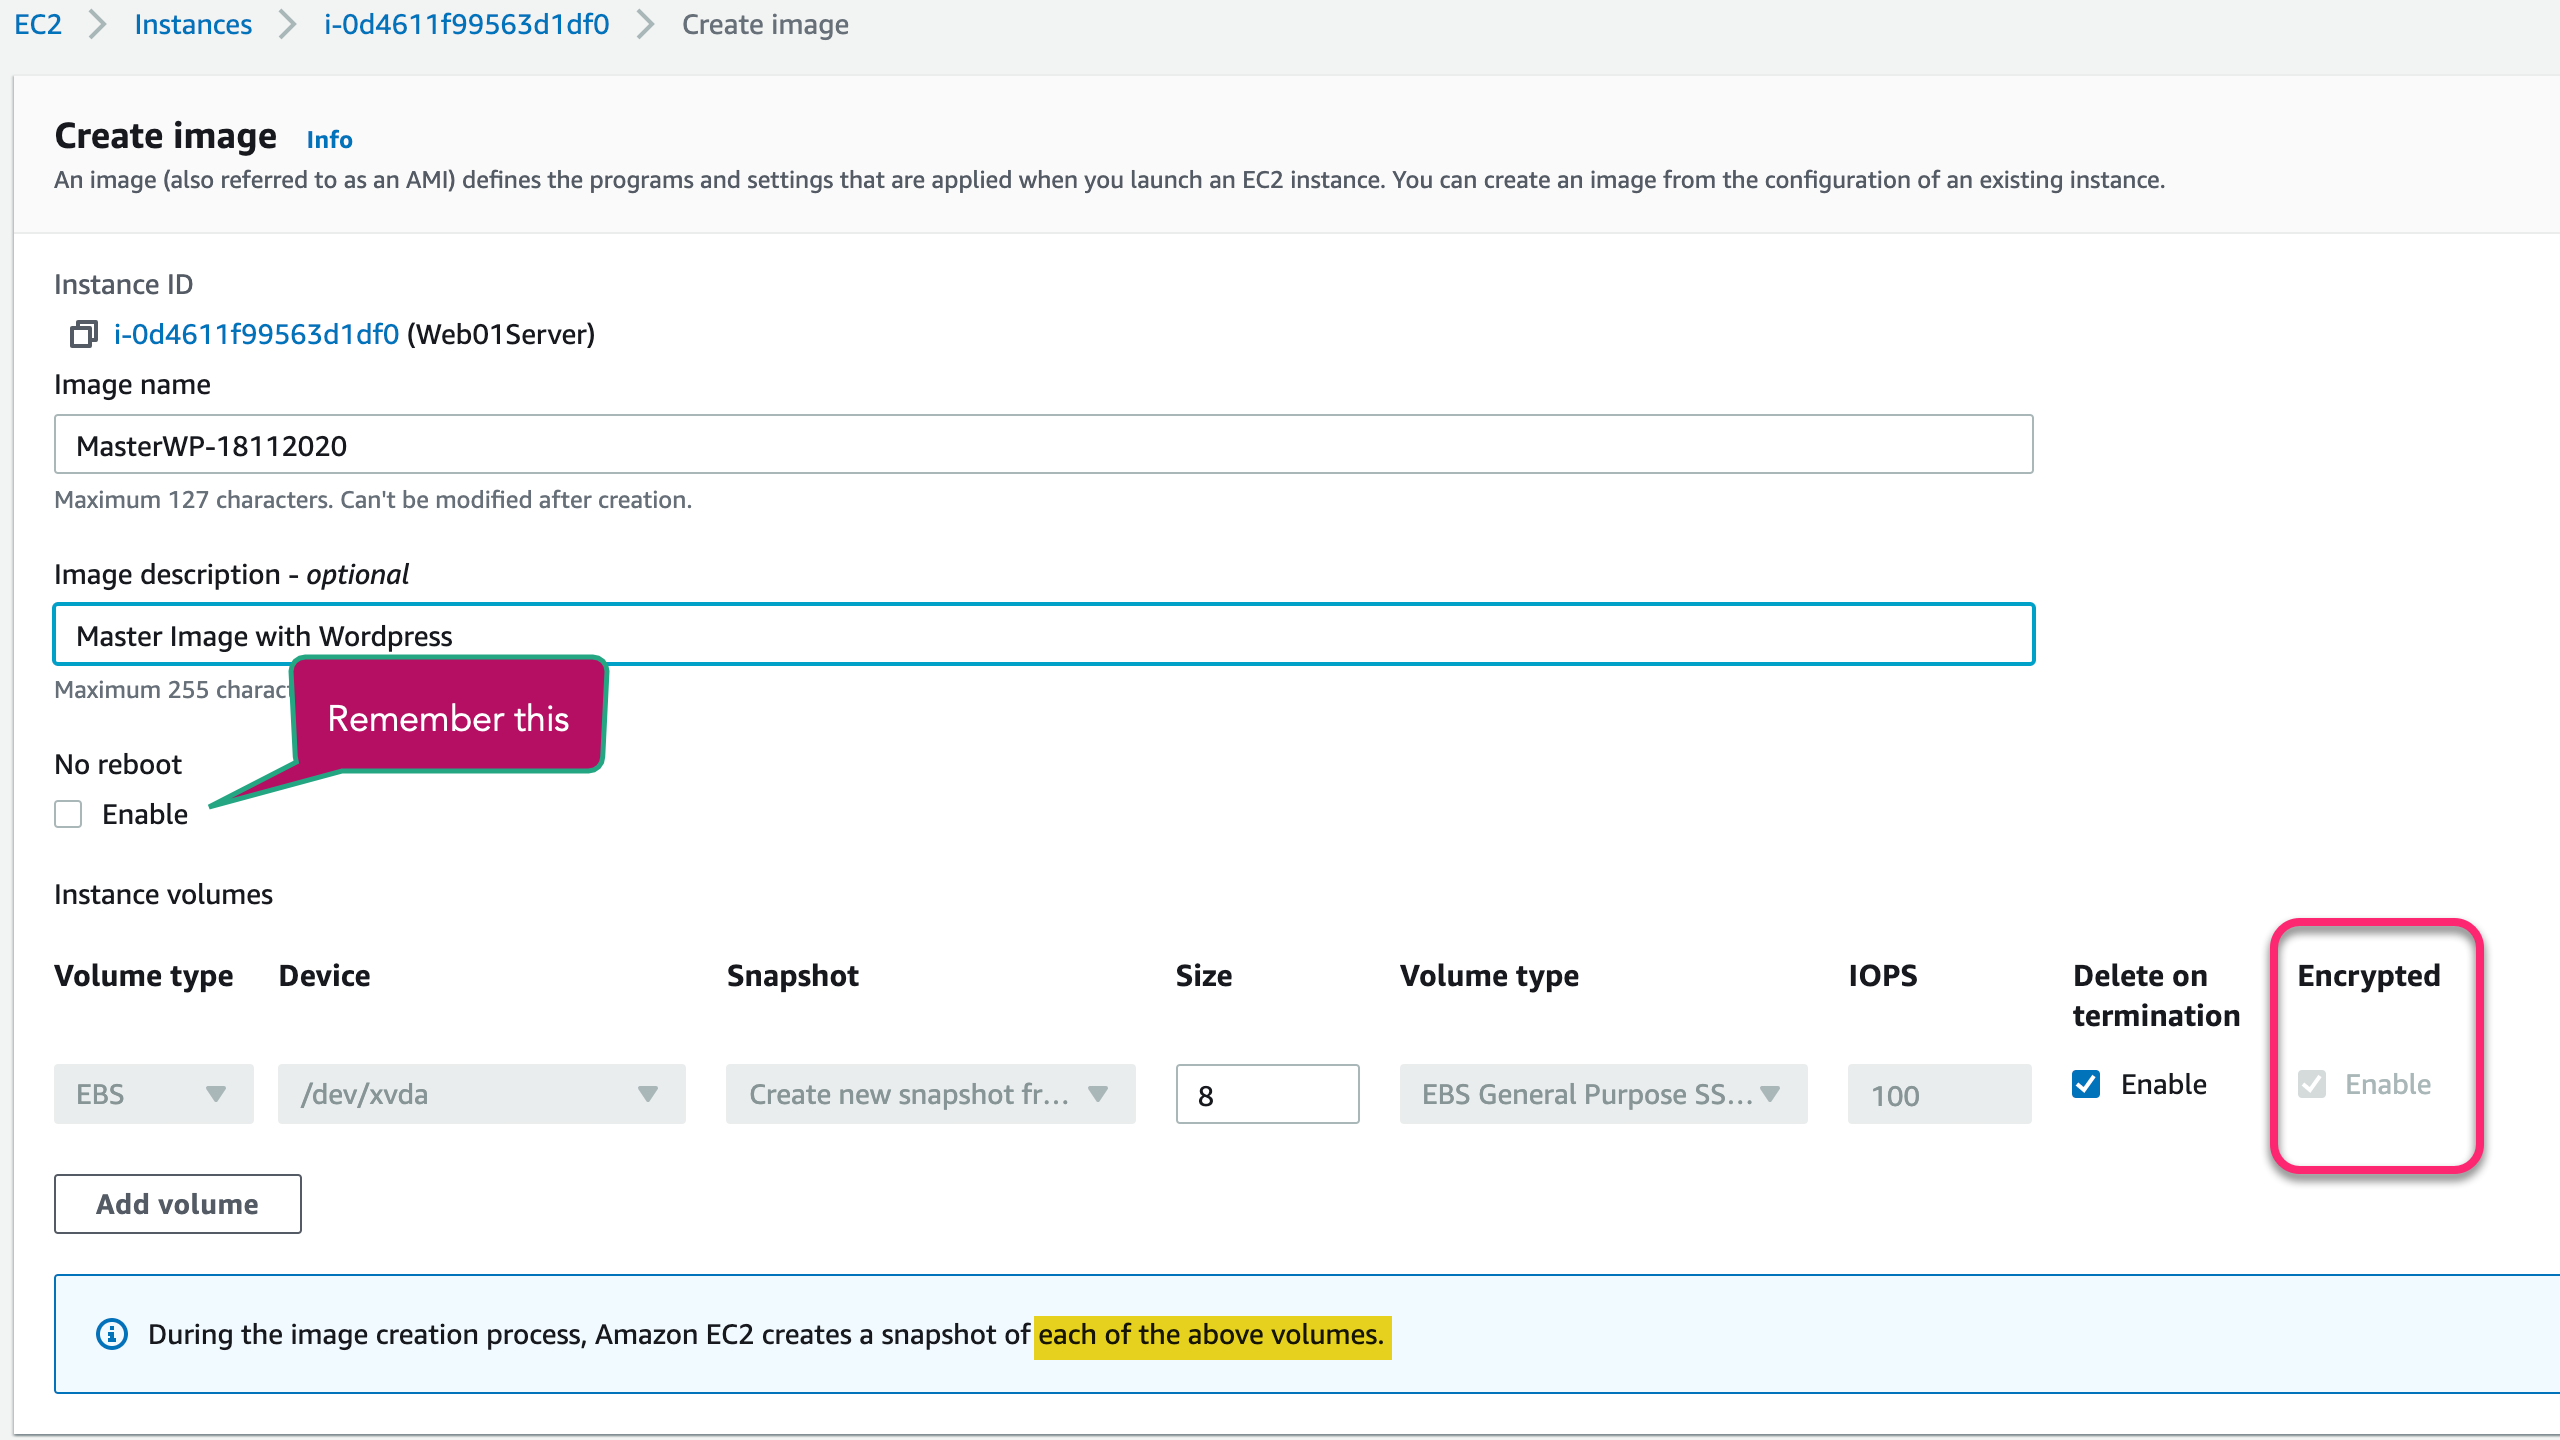 EC2 > Instances > i-0d4611f99563d1df0 > Create image
Create image Info
An image (also referred to as an AMI) defines the programs and settings that are applied when you launch an EC2 instance. You can create an image from the configuration of an existing instance.
Instance ID
i-0d4611f99563d1df0 (Web01Server)
Image name
MasterWP-18112020
Maximum 127 characters. Can't be modified after creation.
Image description - optional
Master Image with Wordpress
Maximum 255 charac
Remember this
No reboot
Enable
Instance volumes
Volume type Device Snapshot Size Volume type IOPS Delete on termination Encrypted
EBS /dev/xvda Create new snapshot fr... 8 EBS General Purpose SS... 100 Enable Enable
Add volume
During the image creation process, Amazon EC2 creates a snapshot of each of the above volumes.